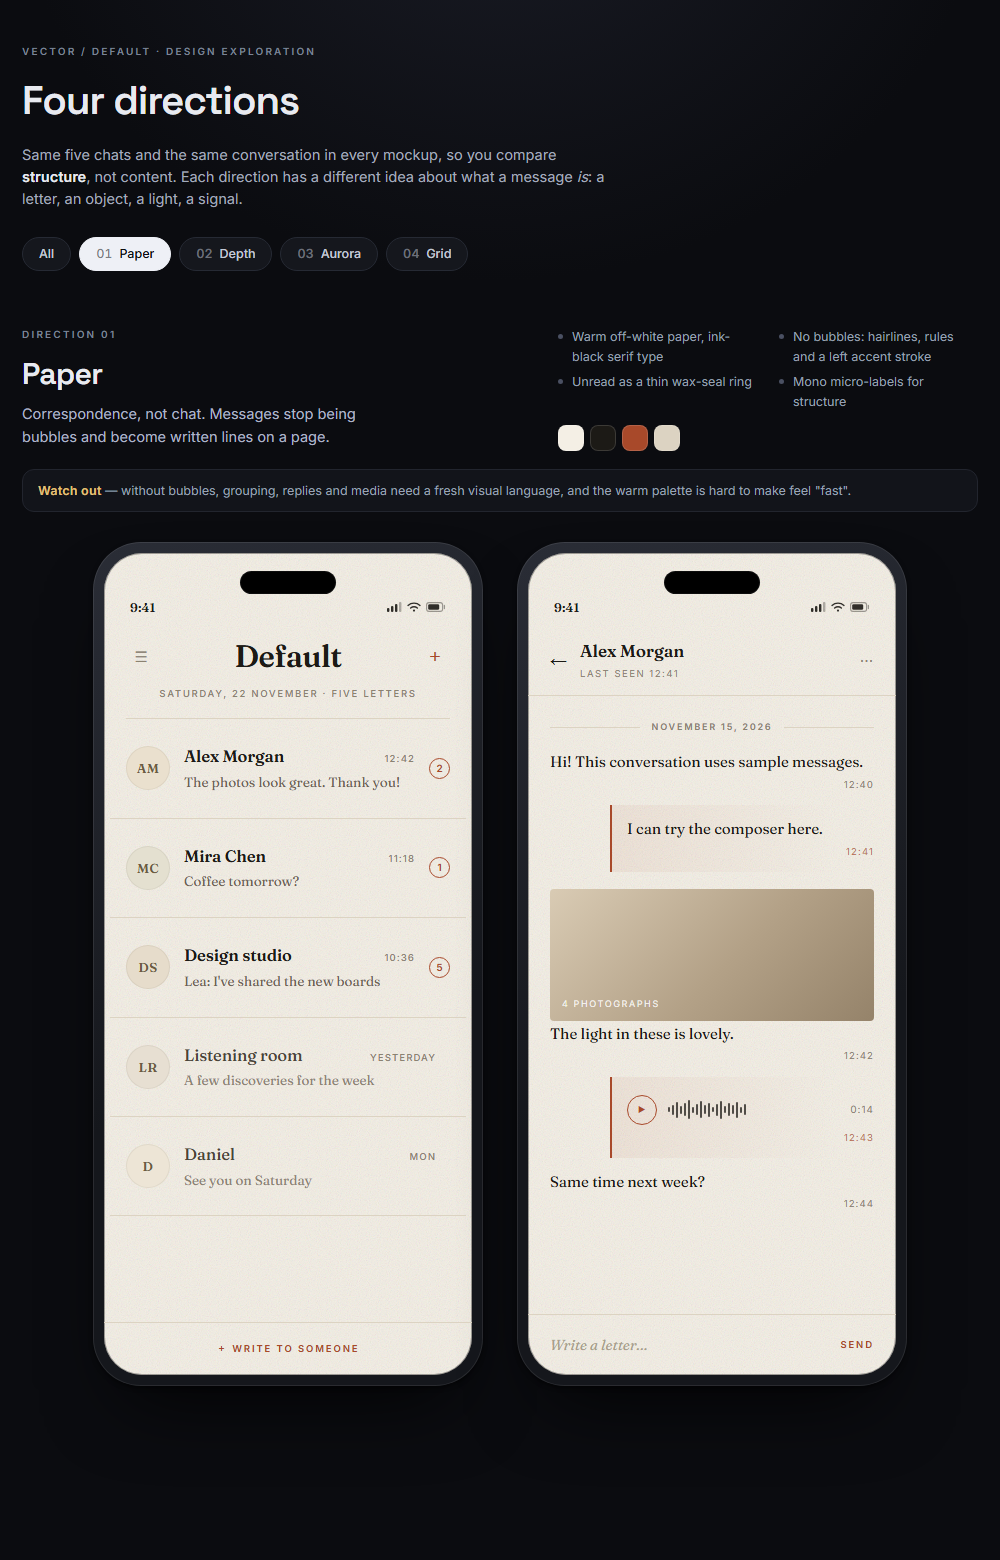 VECTOR / DEFAULT · DESIGN EXPLORATION
Four directions
Same five chats and the same conversation in every mockup, so you compare
structure, not content. Each direction has a different idea about what a message is: a
letter, an object, a light, a signal.
All
01 Paper
02 Depth
03 Aurora
04 Grid
DIRECTION 01
Paper
Correspondence, not chat. Messages stop being
bubbles and become written lines on a page.
Warm off-white paper, ink-
black serif type
Unread as a thin wax-seal ring
No bubbles: hairlines, rules
and a left accent stroke
Mono micro-labels for
structure
Watch out — without bubbles, grouping, replies and media need a fresh visual language, and the warm palette is hard to make feel "fast".
9:41
Default
+
SATURDAY, 22 NOVEMBER · FIVE LETTERS
AM
Alex Morgan
12:42
The photos look great. Thank you!
2
MC
Mira Chen
11:18
Coffee tomorrow?
1
DS
Design studio
10:36
Lea: I've shared the new boards
5
LR
Listening room
YESTERDAY
A few discoveries for the week
D
Daniel
MON
See you on Saturday
+ WRITE TO SOMEONE
9:41
← Alex Morgan
...
LAST SEEN 12:41
NOVEMBER 15, 2026
Hi! This conversation uses sample messages.
12:40
I can try the composer here.
12:41
4 PHOTOGRAPHS
The light in these is lovely.
12:42
0:14
12:43
Same time next week?
12:44
Write a letter...
SEND